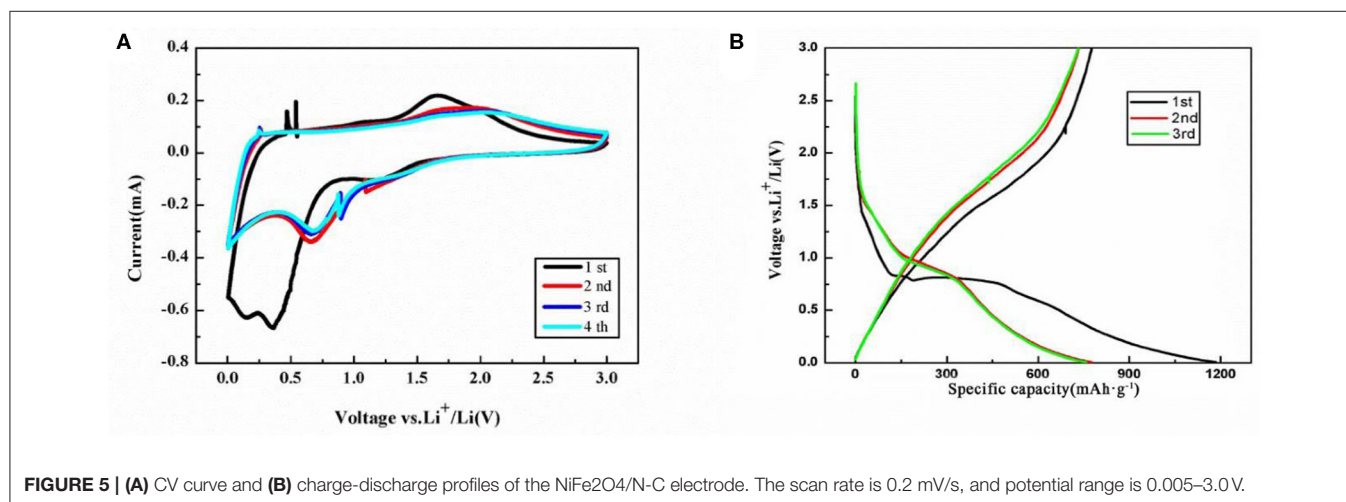 A
0.4
0.2
0.0
-0.2
-0.4
-0.6
-0.8
Current(mA)
1 st
2 nd
3 rd
4 th
0.0 0.5 1.0 1.5 2.0 2.5 3.0
Voltage vs.Li+/Li(V)
B
3.0
2.5
2.0
1.5
1.0
0.5
0.0
Voltage vs.Li+/Li(V)
1st
2nd
3rd
0 300 600 900 1200
Specific capacity(mAh·g-1)
FIGURE 5 | (A) CV curve and (B) charge-discharge profiles of the NiFe2O4/N-C electrode. The scan rate is 0.2 mV/s, and potential range is 0.005–3.0 V.